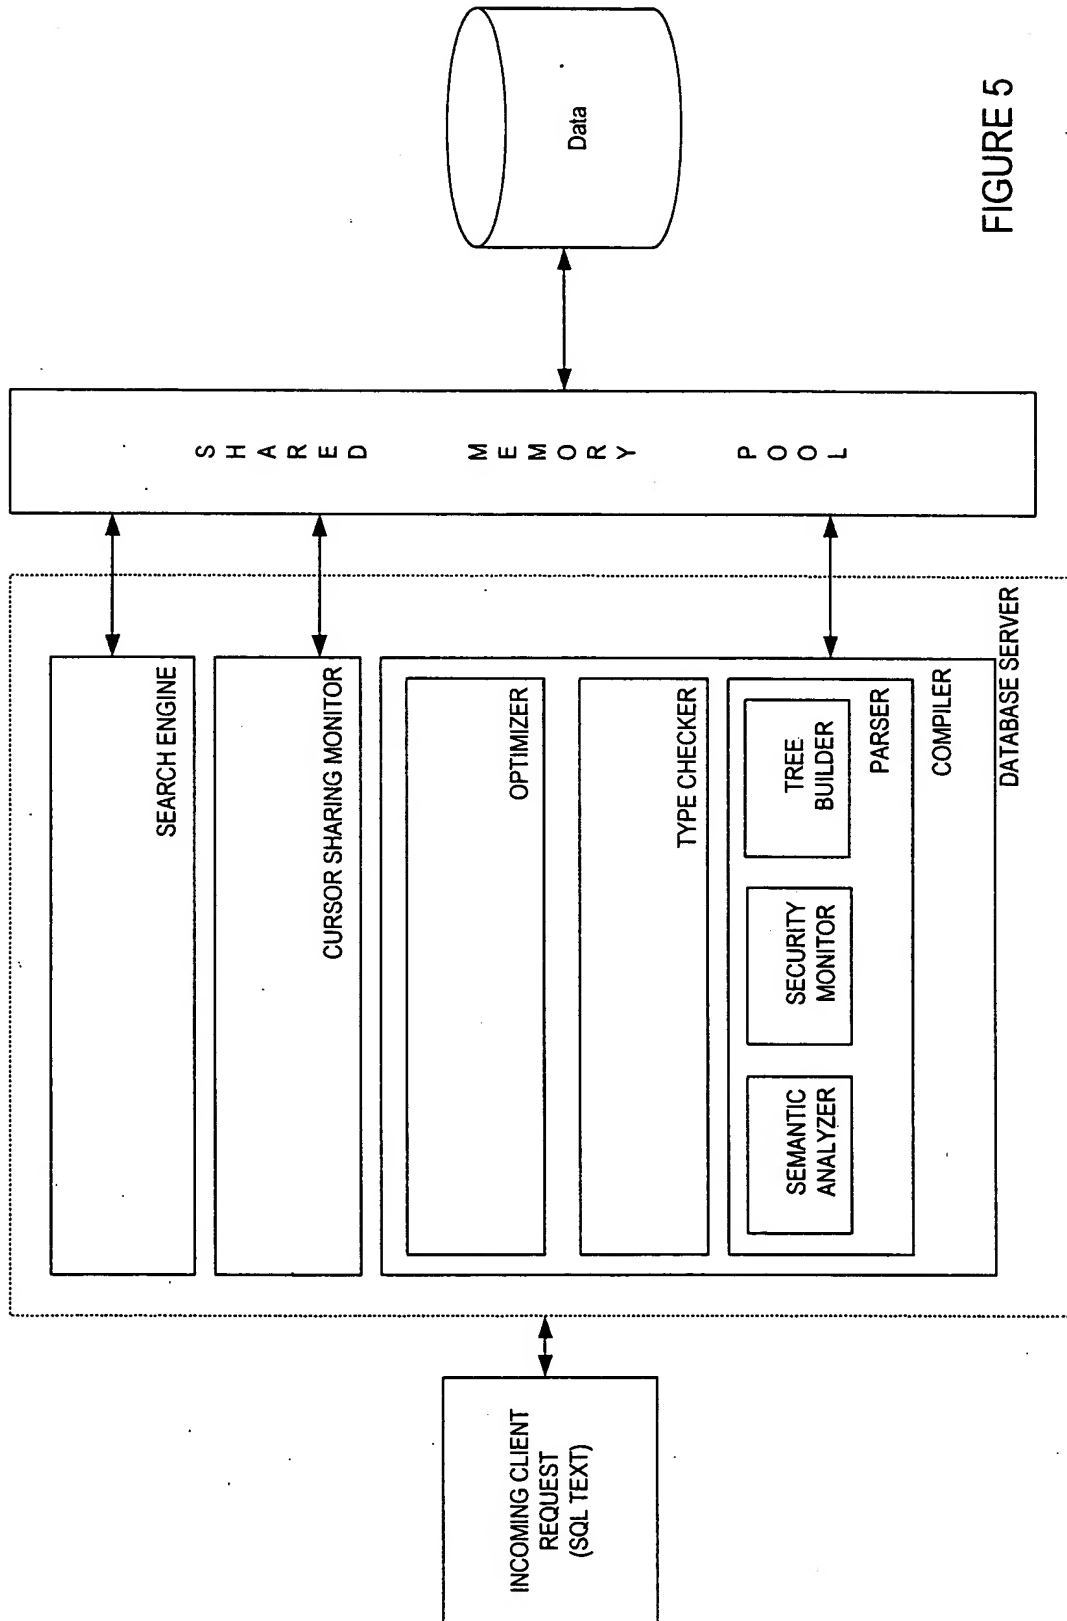 INCOMING CLIENT
REQUEST
(SQL TEXT)
SEARCH ENGINE
CURSOR SHARING MONITOR
OPTIMIZER
TYPE CHECKER
SEMANTIC
ANALYZER
SECURITY
MONITOR
TREE
BUILDER
PARSER
COMPILER
DATABASE SERVER
SHARED MEMORY POOL
Data
FIGURE 5